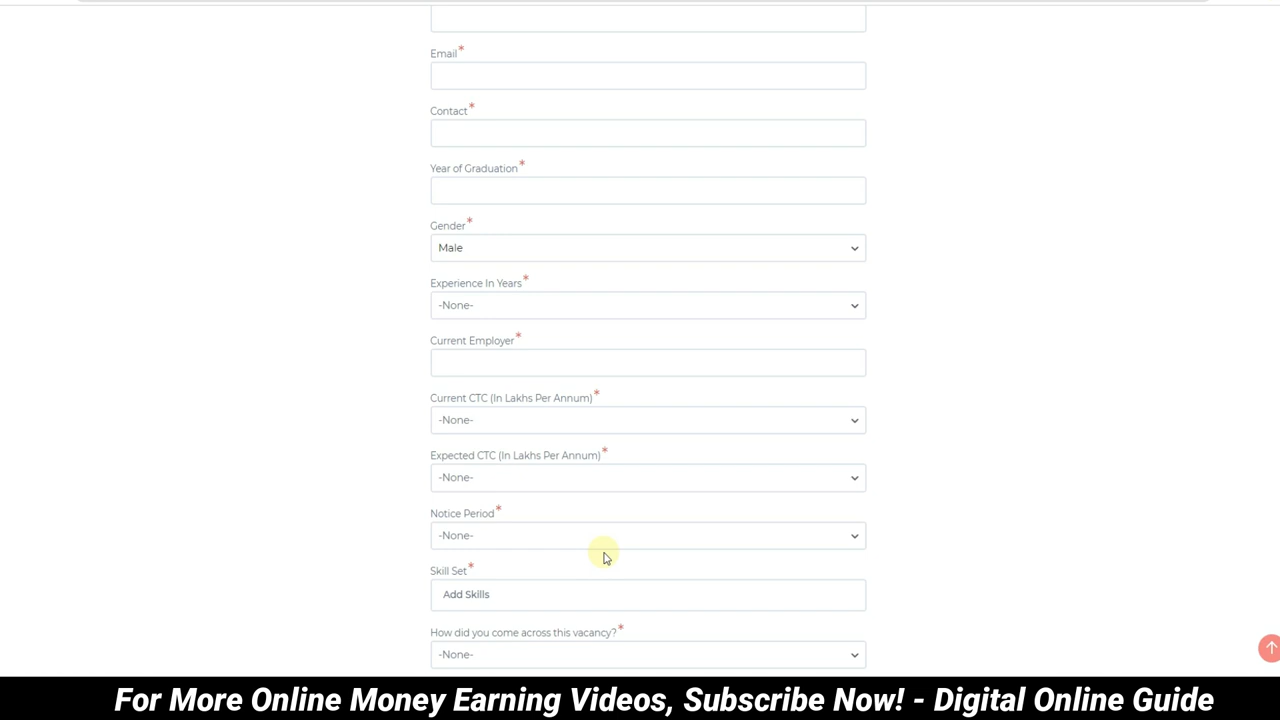 Email*
Contact*
Year of Graduation*
Gender*
Male
Experience In Years*
-None-
Current Employer*
Current CTC (In Lakhs Per Annum)*
-None-
Expected CTC (In Lakhs Per Annum)*
-None-
Notice Period*
-None-
Skill Set*
Add Skills
How did you come across this vacancy?*
-None-
For More Online Money Earning Videos, Subscribe Now! - Digital Online Guide